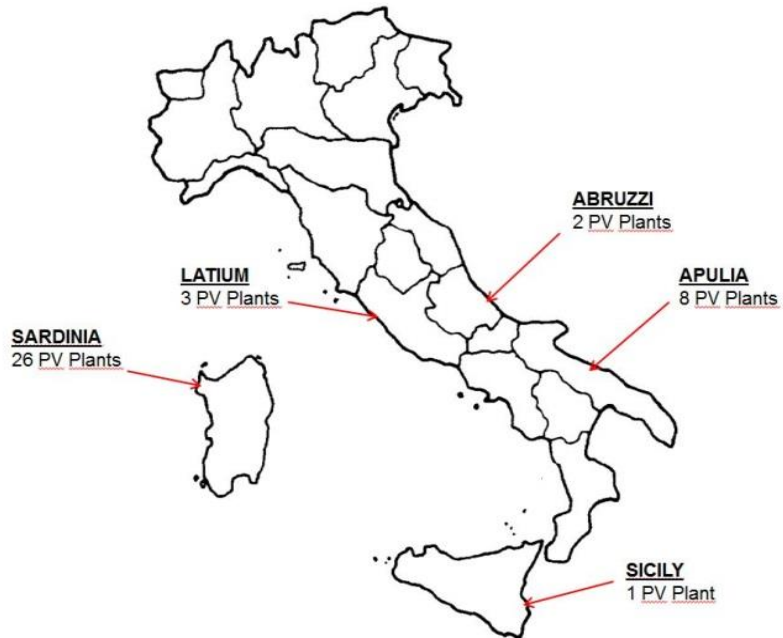 ABRUZZI
2 PV Plants
LATIUM
3 PV Plants
APULIA
8 PV Plants
SARDINIA
26 PV Plants
SICILY
1 PV Plant